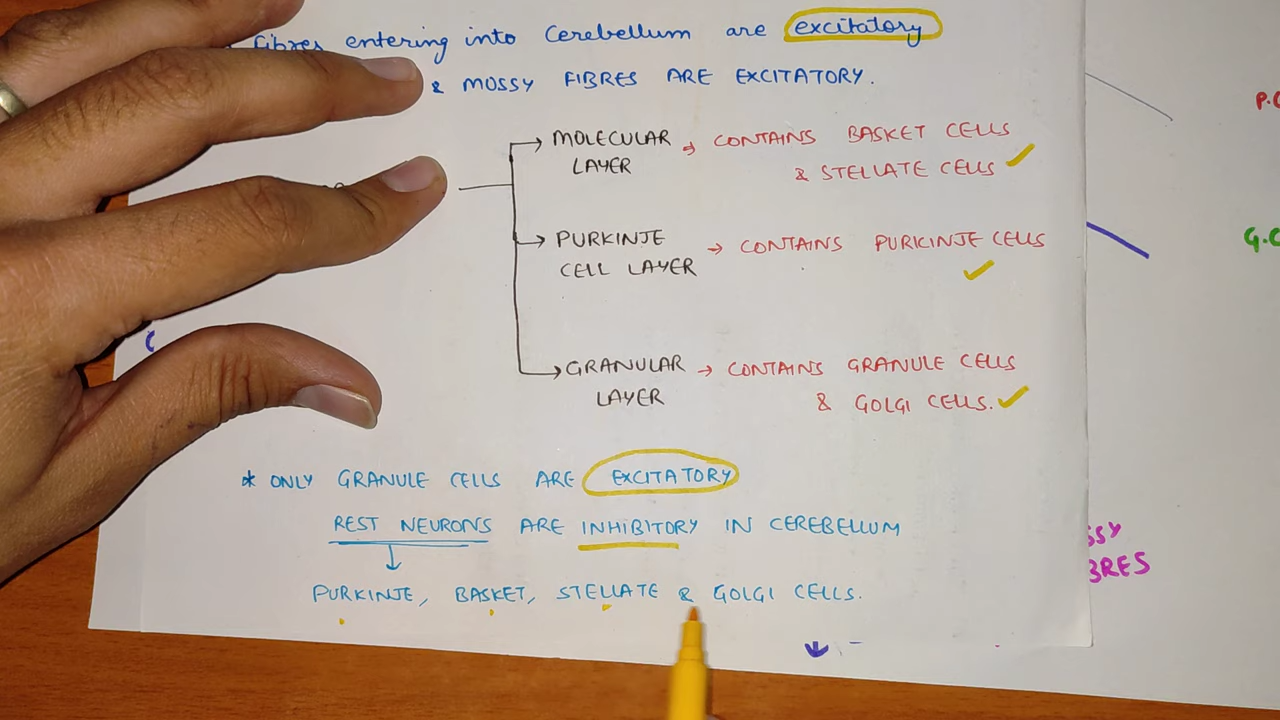 Fibres entering into Cerebellum are excitatory
& MOSSY FIBRES ARE EXCITATORY.
MOLECULAR LAYER → CONTAINS BASKET CELLS & STELLATE CELLS
PURKINJE CELL LAYER → CONTAINS PURKINJE CELLS
GRANULAR LAYER → CONTAINS GRANULE CELLS & GOLGI CELLS.
* ONLY GRANULE CELLS ARE EXCITATORY
REST NEURONS ARE INHIBITORY IN CEREBELLUM
PURKINJE, BASKET, STELLATE & GOLGI CELLS.